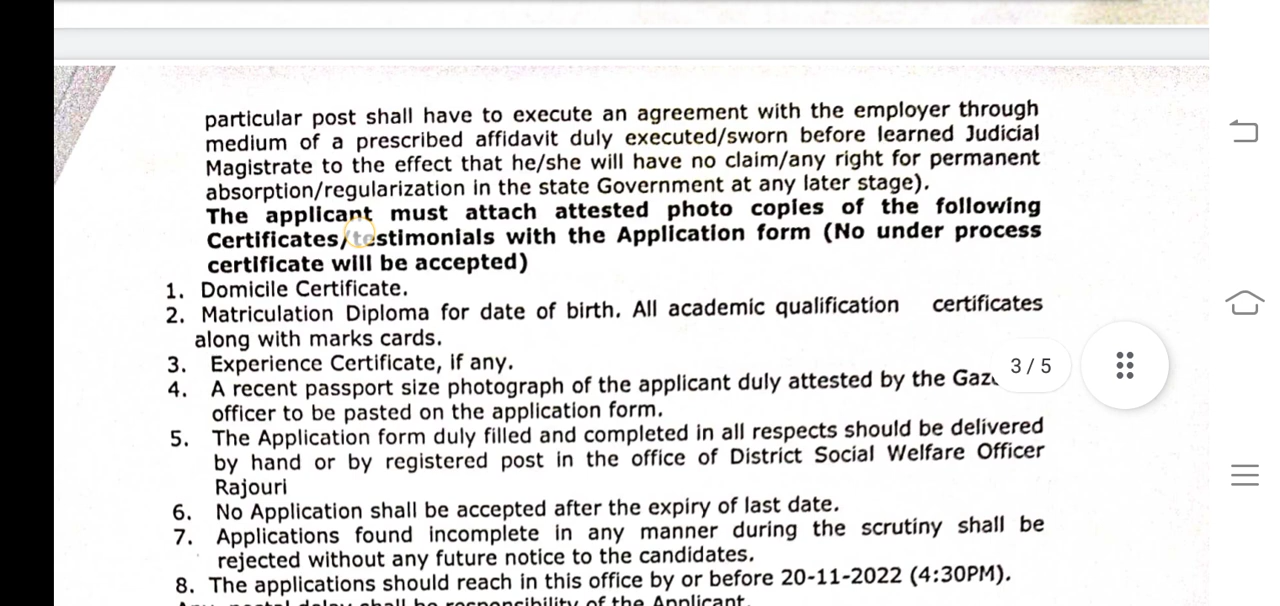 particular post shall have to execute an agreement with the employer through
medium of a prescribed affidavit duly executed/sworn before learned Judicial
Magistrate to the effect that he/she will have no claim/any right for permanent
absorption/regularization in the state Government at any later stage).
The applicant must attach attested photo copies of the following
Certificates/testimonials with the Application form (No under process
certificate will be accepted)
1. Domicile Certificate.
2. Matriculation Diploma for date of birth. All academic qualification certificates
along with marks cards.
3. Experience Certificate, if any.
4. A recent passport size photograph of the applicant duly attested by the
officer to be pasted on the application form.
5. The Application form duly filled and completed in all respects should be delivered
by hand or by registered post in the office of District Social Welfare Officer
Rajouri
6. No Application shall be accepted after the expiry of last date.
7. Applications found incomplete in any manner during the scrutiny shall be
rejected without any future notice to the candidates.
8. The applications should reach in this office by or before 20-11-2022 (4:30PM).
Any postal delay shall be responcibility of the Applicant.
3 / 5